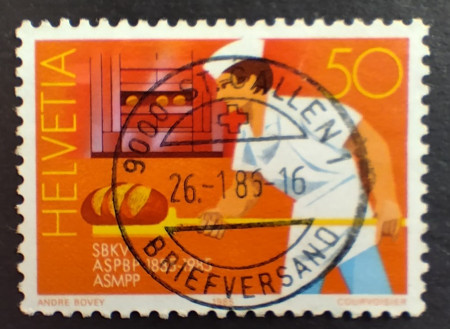 HELVETIA
50
9000 ST. GALLEN 1
26.-1.85-16
BRIEFVERSAND
SBKV
ASPBP 1885-1985
ASMPP
ANDRE BOVEY
1985
COURVOISIER